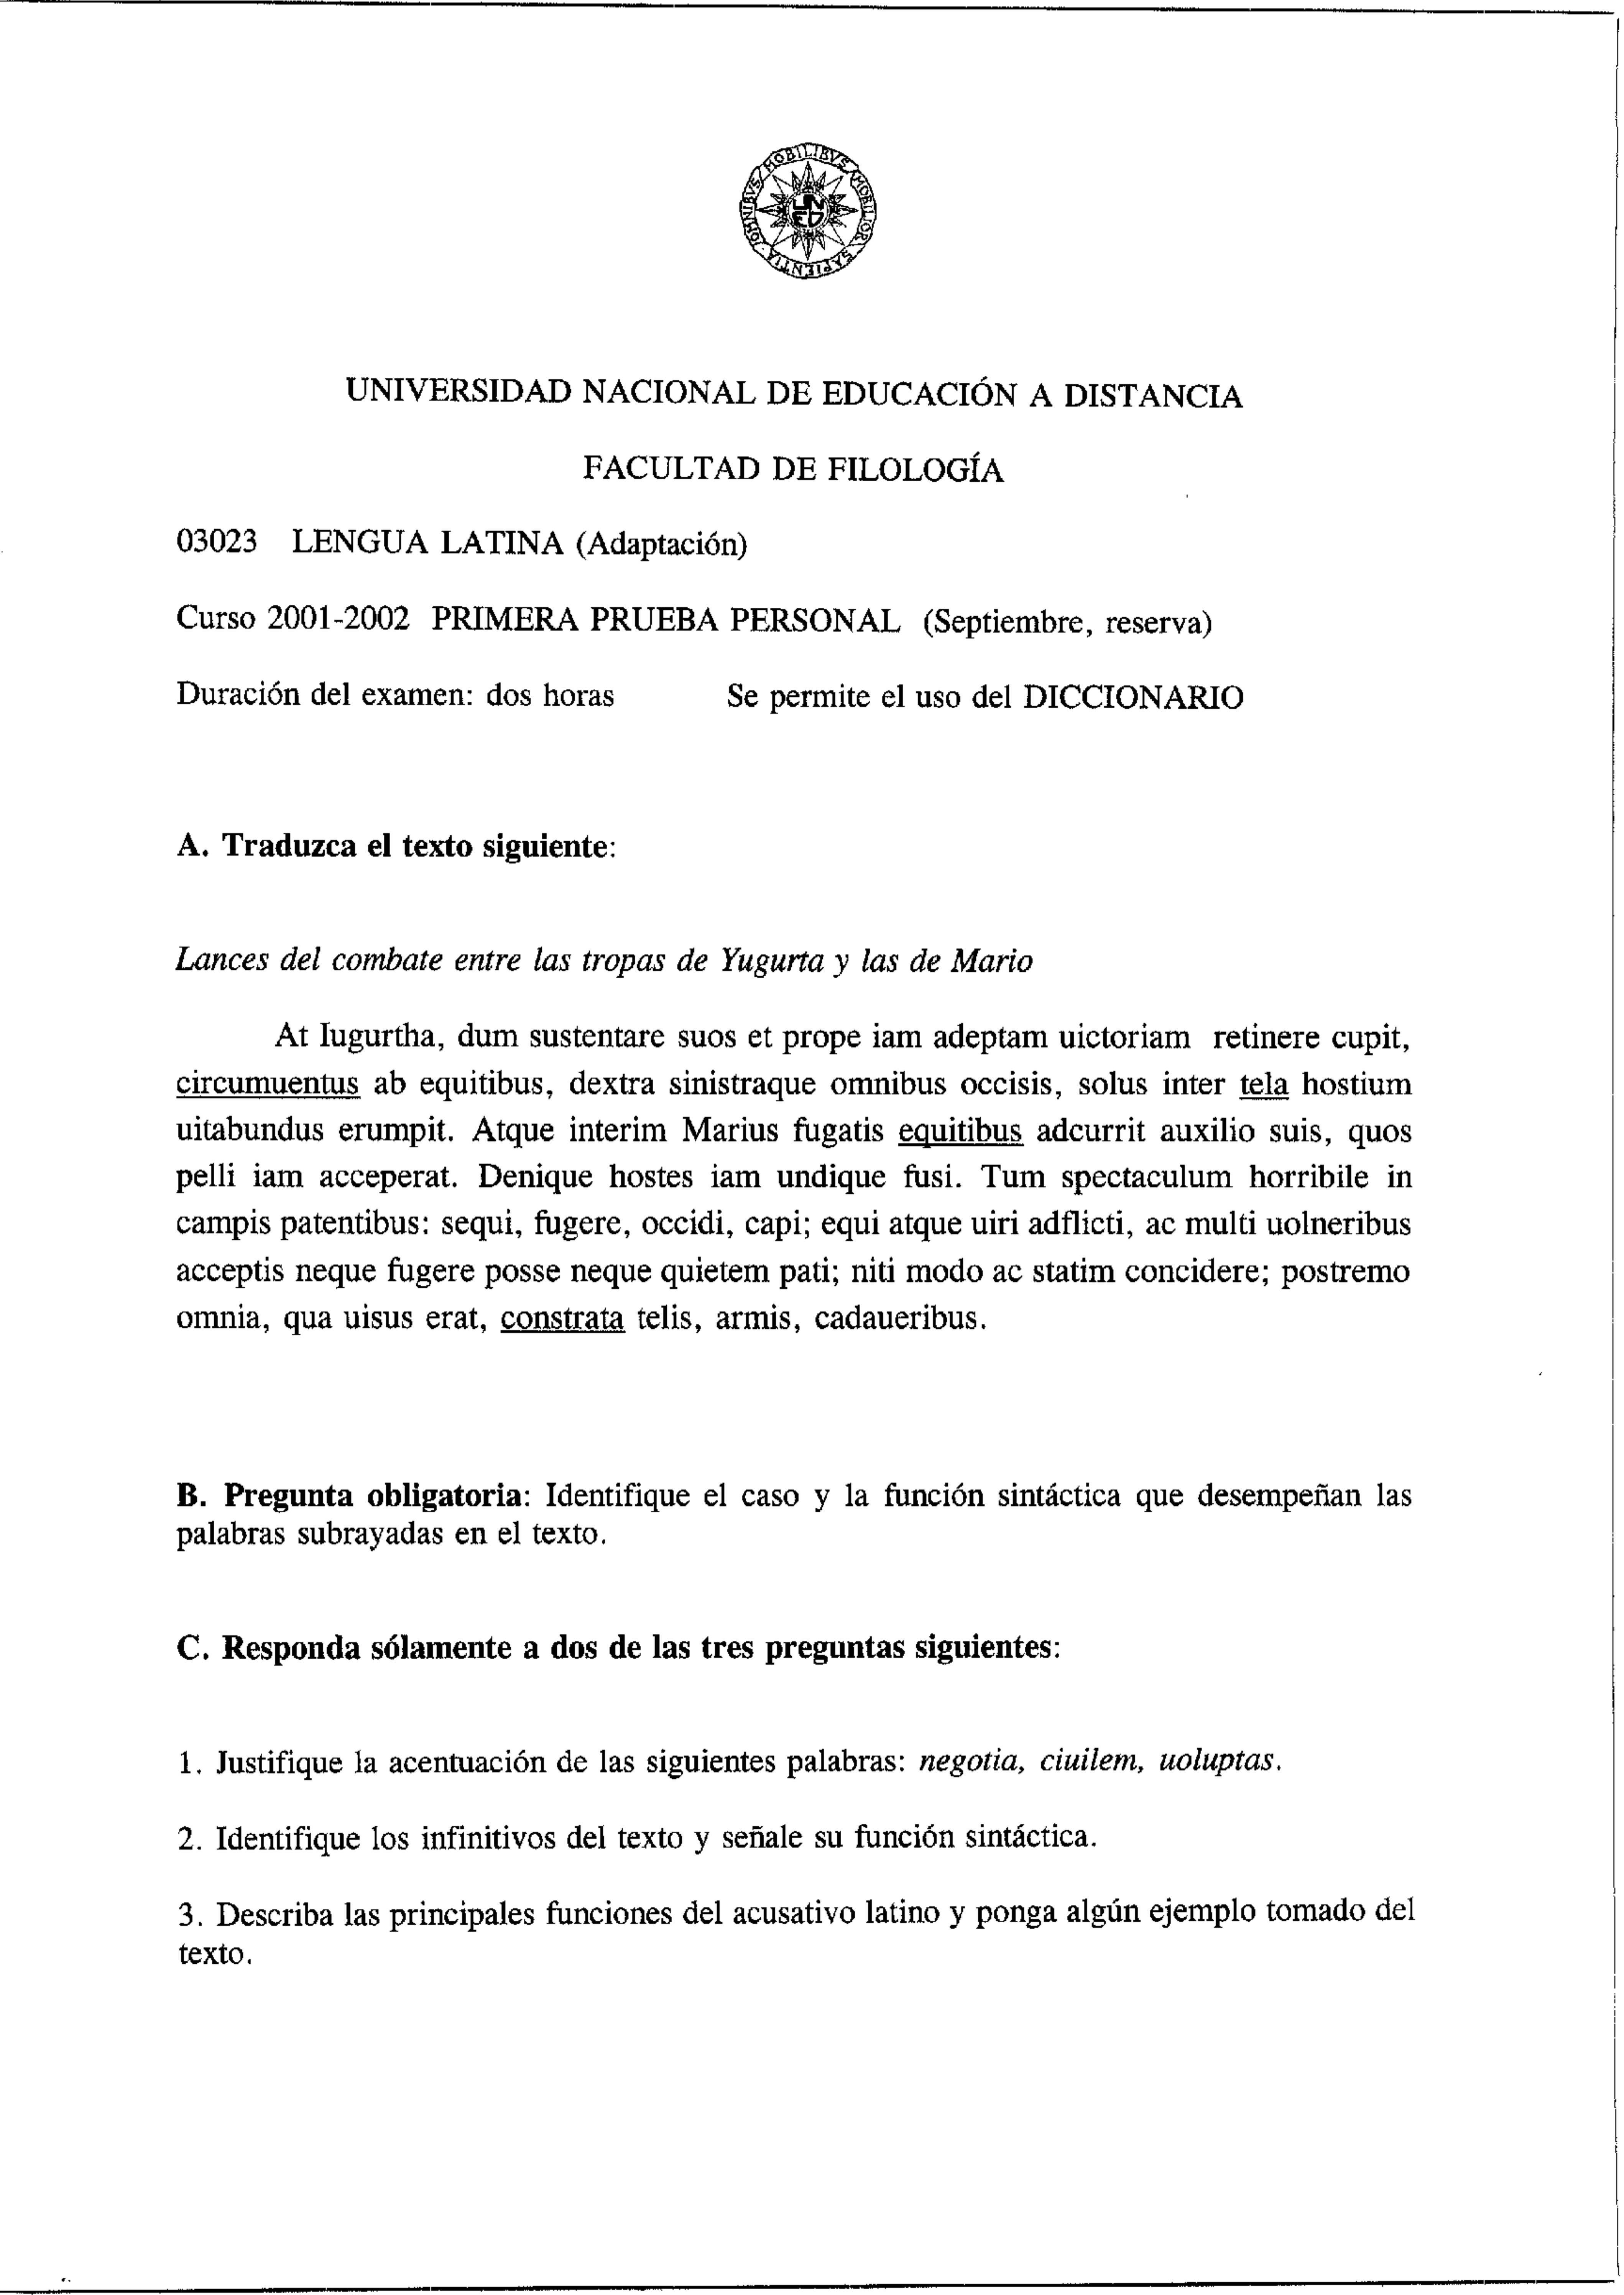 OMNIBVS MOBILIBVS MOBILIOR SAPIENTIA
UNED
UNIVERSIDAD NACIONAL DE EDUCACIÓN A DISTANCIA
FACULTAD DE FILOLOGÍA
03023 LENGUA LATINA (Adaptación)
Curso 2001-2002 PRIMERA PRUEBA PERSONAL (Septiembre, reserva)
Duración del examen: dos horas Se permite el uso del DICCIONARIO
A. Traduzca el texto siguiente:
Lances del combate entre las tropas de Yugurta y las de Mario
At Iugurtha, dum sustentare suos et prope iam adeptam uictoriam retinere cupit,
circumuentus ab equitibus, dextra sinistraque omnibus occisis, solus inter tela hostium
uitabundus erumpit. Atque interim Marius fugatis equitibus adcurrit auxilio suis, quos
pelli iam acceperat. Denique hostes iam undique fusi. Tum spectaculum horribile in
campis patentibus: sequi, fugere, occidi, capi; equi atque uiri adflicti, ac multi uolneribus
acceptis neque fugere posse neque quietem pati; niti modo ac statim concidere; postremo
omnia, qua uisus erat, constrata telis, armis, cadaueribus.
B. Pregunta obligatoria: Identifique el caso y la función sintáctica que desempeñan las
palabras subrayadas en el texto.
C. Responda sólamente a dos de las tres preguntas siguientes:
1. Justifique la acentuación de las siguientes palabras: negotia, ciuilem, uoluptas.
2. Identifique los infinitivos del texto y señale su función sintáctica.
3. Describa las principales funciones del acusativo latino y ponga algún ejemplo tomado del
texto.